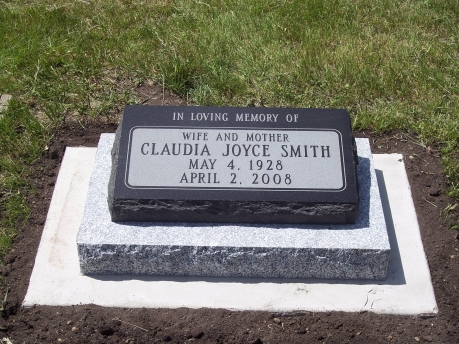 IN LOVING MEMORY OF
WIFE AND MOTHER
CLAUDIA JOYCE SMITH
MAY 4, 1928
APRIL 2, 2008